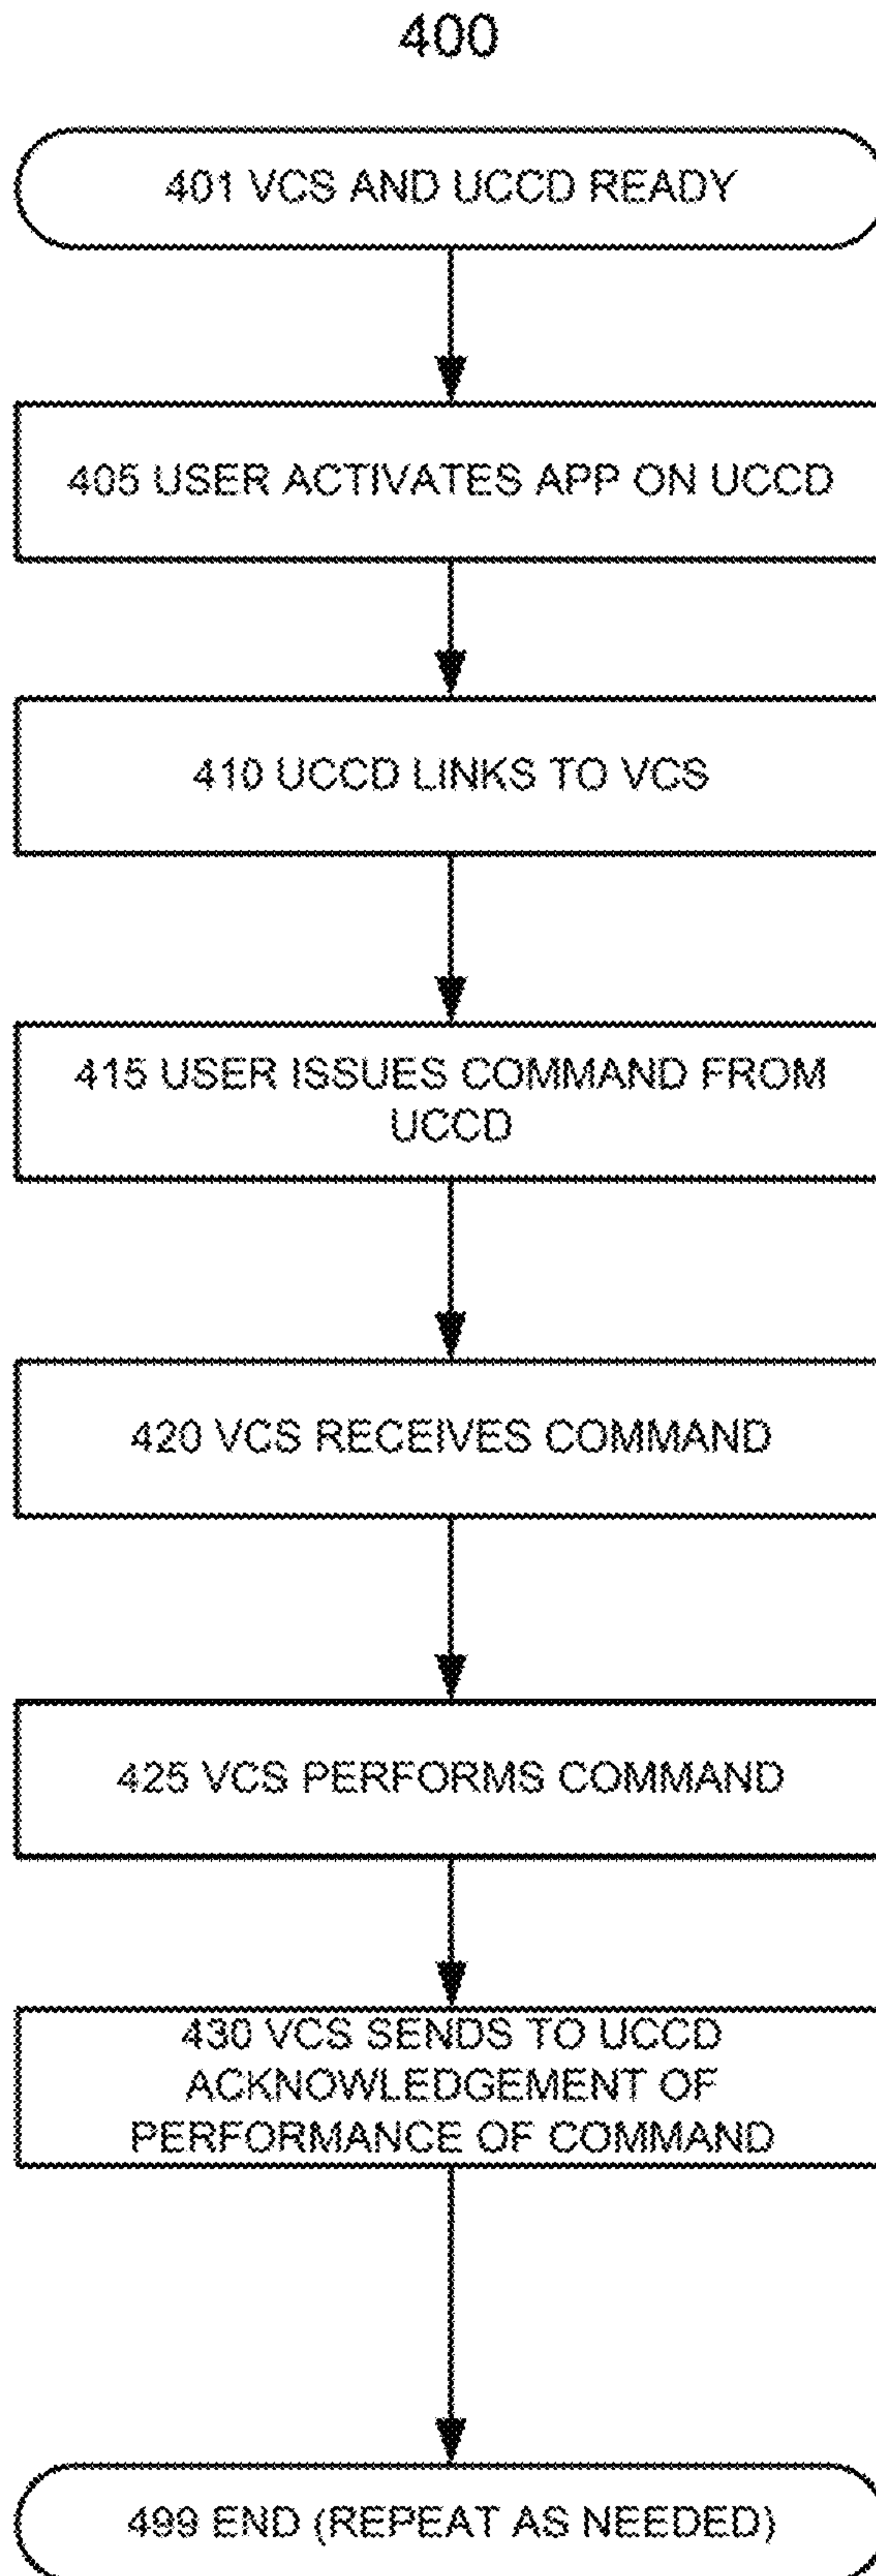 400
401 VCS AND UCCD READY
405 USER ACTIVATES APP ON UCCD
410 UCCD LINKS TO VCS
415 USER ISSUES COMMAND FROM
UCCD
420 VCS RECEIVES COMMAND
425 VCS PERFORMS COMMAND
430 VCS SENDS TO UCCD
ACKNOWLEDGEMENT OF
PERFORMANCE OF COMMAND
499 END (REPEAT AS NEEDED)